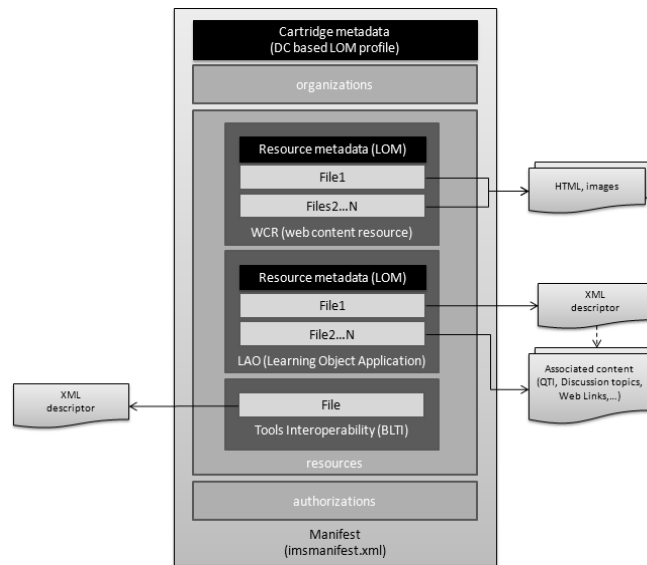 Cartridge metadata
(DC based LOM profile)
organizations
Resource metadata (LOM)
File1
Files2...N
WCR (web content resource)
HTML, images
Resource metadata (LOM)
File1
File2...N
LAO (Learning Object Application)
XML
descriptor
Associated content
(QTI, Discussion topics,
Web Links,...)
XML
descriptor
File
Tools Interoperability (BLTI)
resources
authorizations
Manifest
(imsmanifest.xml)